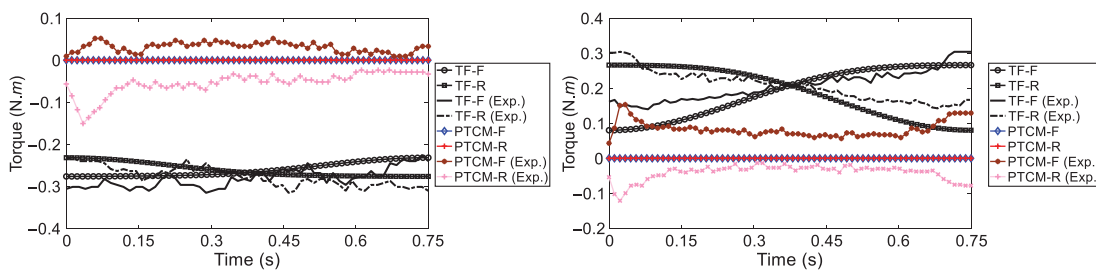 0.1
0
−0.1
−0.2
−0.3
−0.4
Torque (N.m)
0
0.15
0.3
0.45
0.6
0.75
Time (s)
TF-F
TF-R
TF-F (Exp.)
TF-R (Exp.)
PTCM-F
PTCM-R
PTCM-F (Exp.)
PTCM-R (Exp.)
0.4
0.3
0.2
0.1
0
−0.1
−0.2
Torque (N.m)
0
0.15
0.3
0.45
0.6
0.75
Time (s)
TF-F
TF-R
TF-F (Exp.)
TF-R (Exp.)
PTCM-F
PTCM-R
PTCM-F (Exp.)
PTCM-R (Exp.)